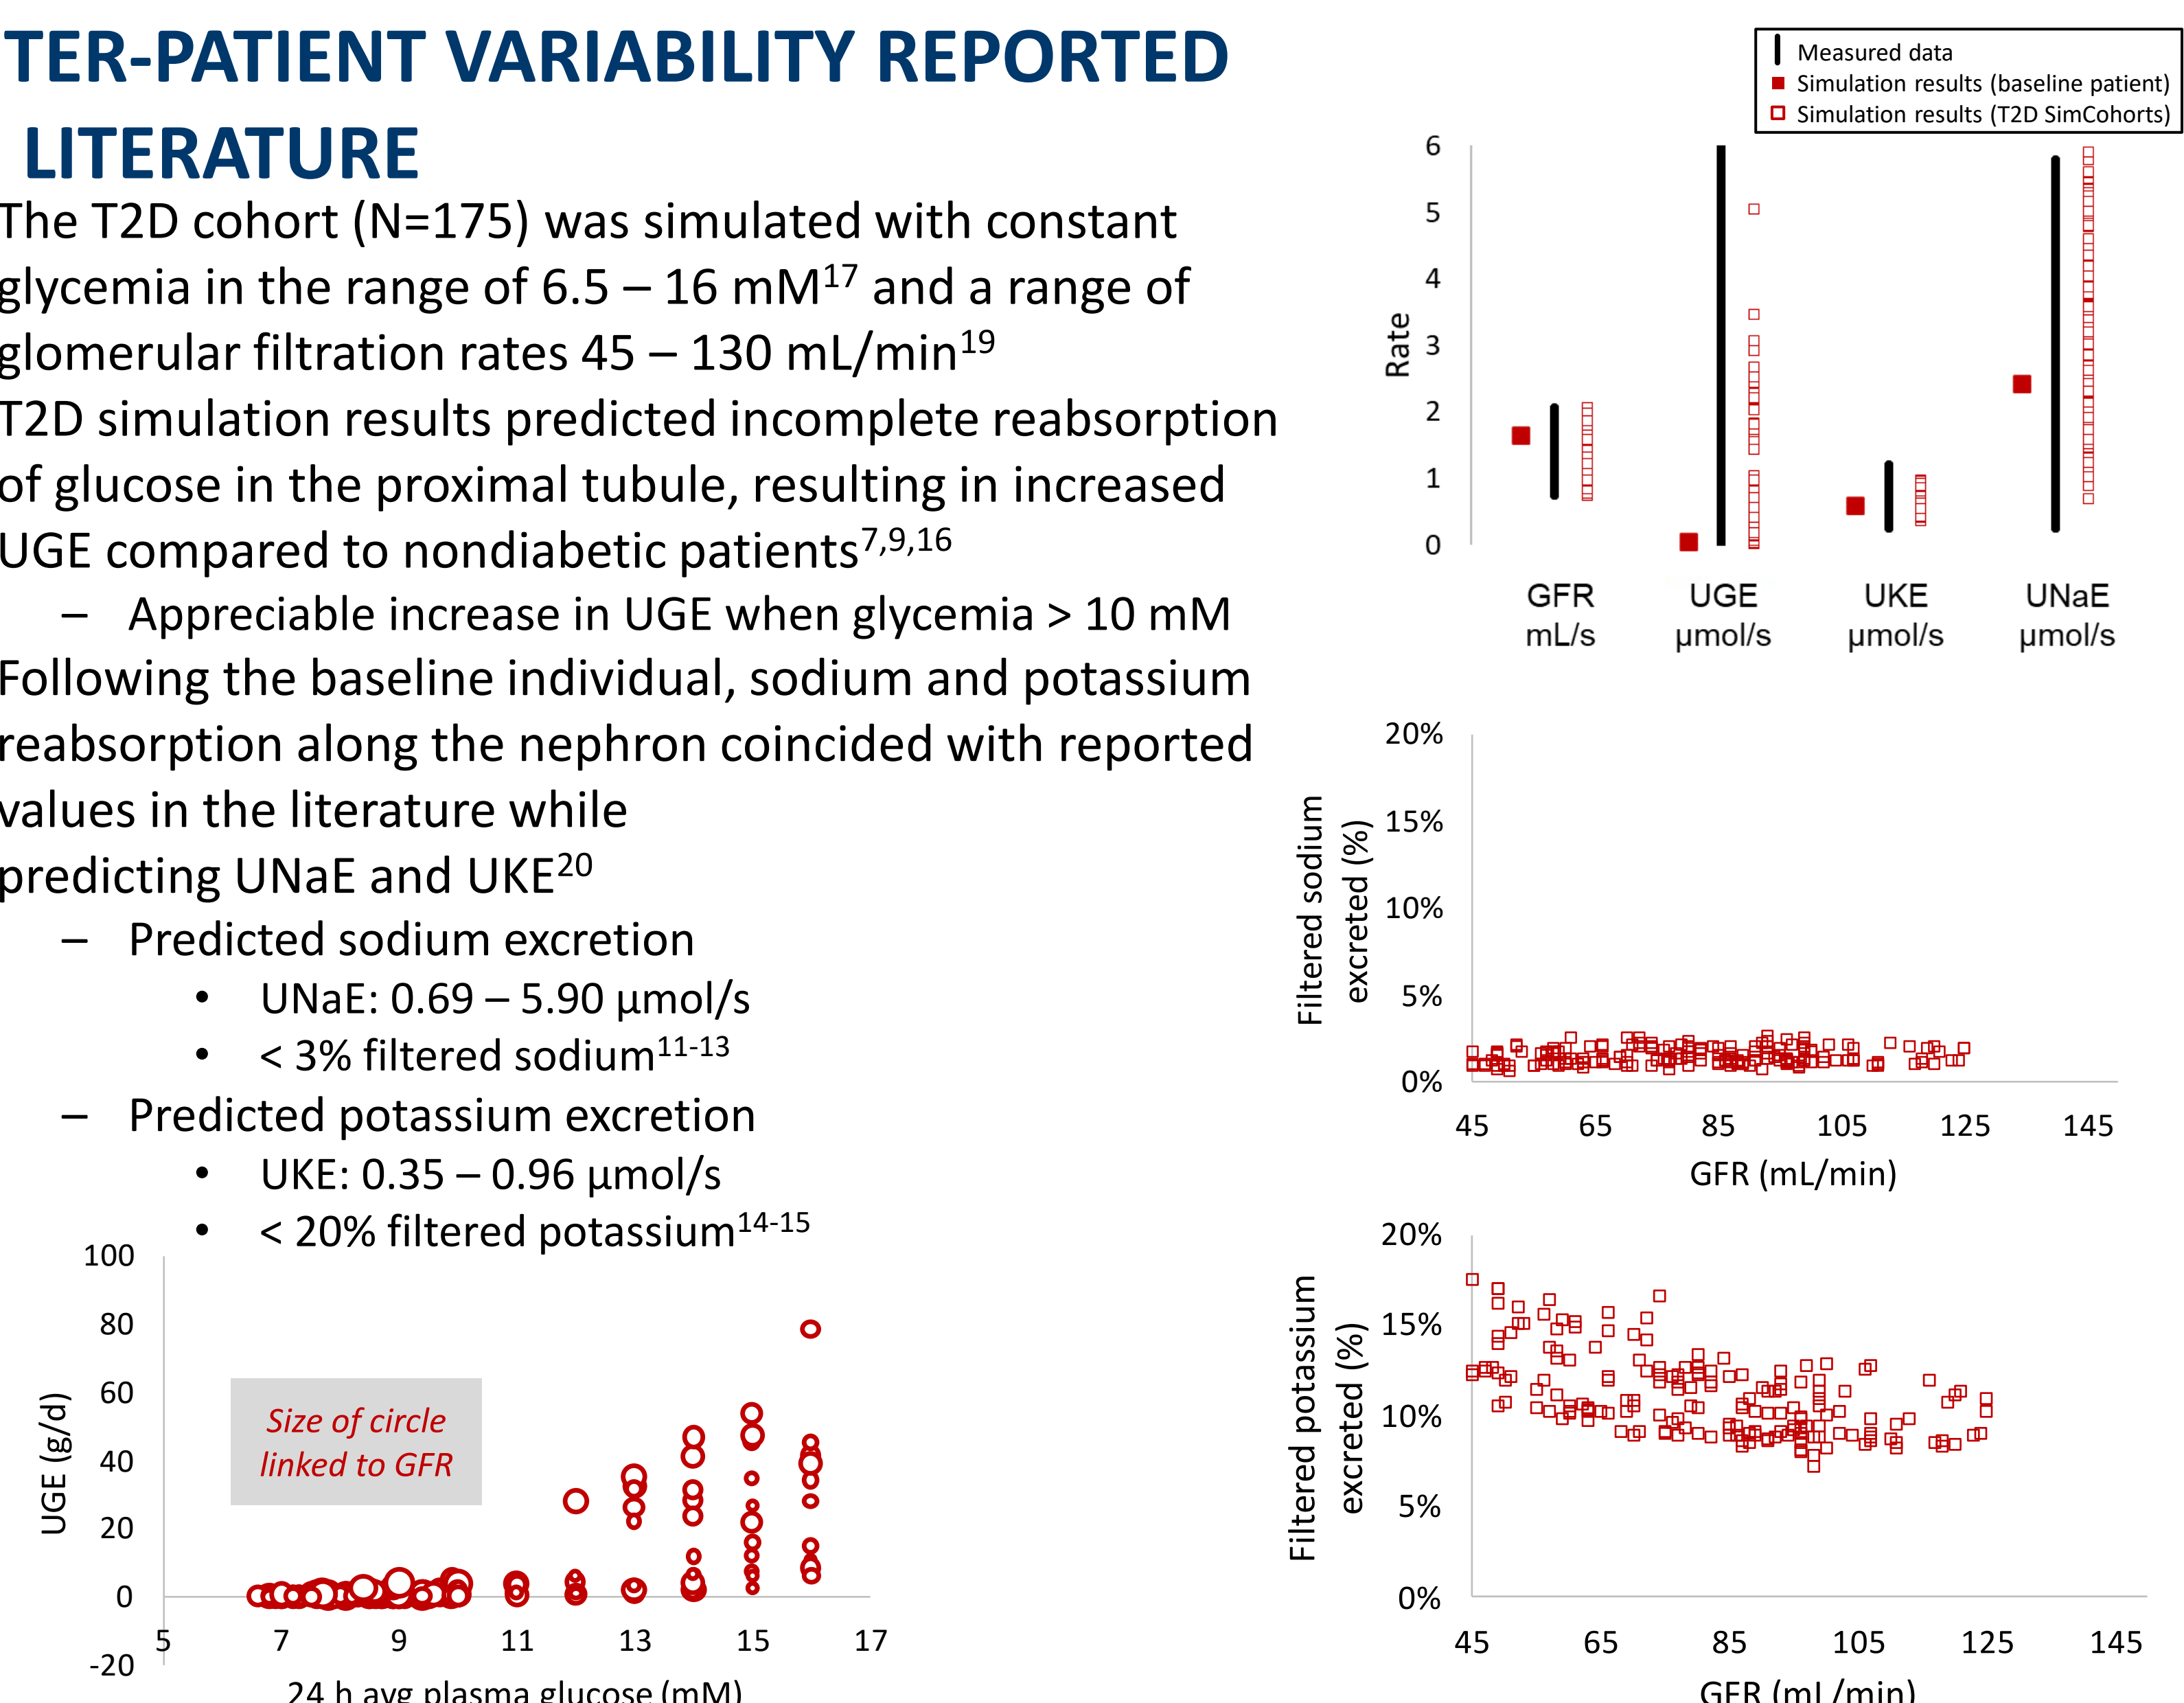 TER-PATIENT VARIABILITY REPORTED
LITERATURE
The T2D cohort (N=175) was simulated with constant
glycemia in the range of 6.5 – 16 mM17 and a range of
glomerular filtration rates 45 – 130 mL/min19
T2D simulation results predicted incomplete reabsorption
of glucose in the proximal tubule, resulting in increased
UGE compared to nondiabetic patients7,9,16
– Appreciable increase in UGE when glycemia > 10 mM
Following the baseline individual, sodium and potassium
reabsorption along the nephron coincided with reported
values in the literature while
predicting UNaE and UKE20
– Predicted sodium excretion
• UNaE: 0.69 – 5.90 µmol/s
• < 3% filtered sodium11-13
– Predicted potassium excretion
• UKE: 0.35 – 0.96 µmol/s
• < 20% filtered potassium14-15
100
80
60
40
20
0
-20
UGE (g/d)
Size of circle
linked to GFR
5 7 9 11 13 15 17
24 h avg plasma glucose (mM)
Measured data
Simulation results (baseline patient)
Simulation results (T2D SimCohorts)
6
5
4
3
2
1
0
Rate
GFR UGE UKE UNaE
mL/s µmol/s µmol/s µmol/s
20%
15%
10%
5%
0%
Filtered sodium
excreted (%)
45 65 85 105 125 145
GFR (mL/min)
20%
15%
10%
5%
0%
Filtered potassium
excreted (%)
45 65 85 105 125 145
GFR (mL/min)